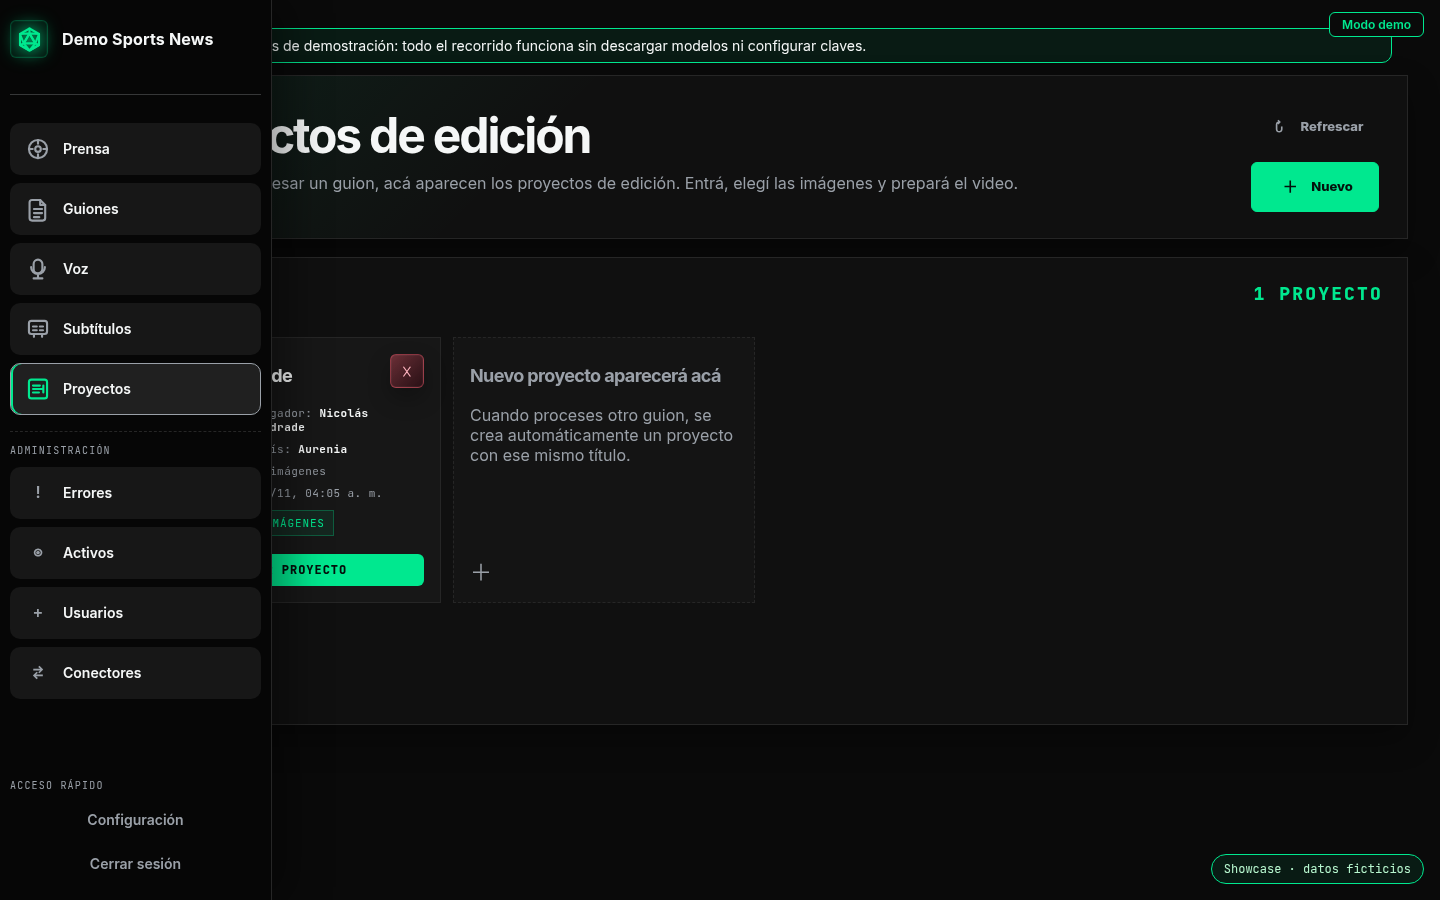 Demo Sports News
Prensa
Guiones
Voz
Subtítulos
Proyectos
ADMINISTRACIÓN
! Errores
Activos
+ Usuarios
Conectores
ACCESO RÁPIDO
Configuración
Cerrar sesión
Modo demo
s de demostración: todo el recorrido funciona sin descargar modelos ni configurar claves.
ctos de edición
esar un guion, acá aparecen los proyectos de edición. Entrá, elegí las imágenes y prepará el video.
Refrescar
+ Nuevo
1 PROYECTO
de
X
gador: Nicolás
drade
ís: Aurenia
imágenes
/11, 04:05 a. m.
MÁGENES
PROYECTO
Nuevo proyecto aparecerá acá
Cuando proceses otro guion, se
crea automáticamente un proyecto
con ese mismo título.
+
Showcase · datos ficticios